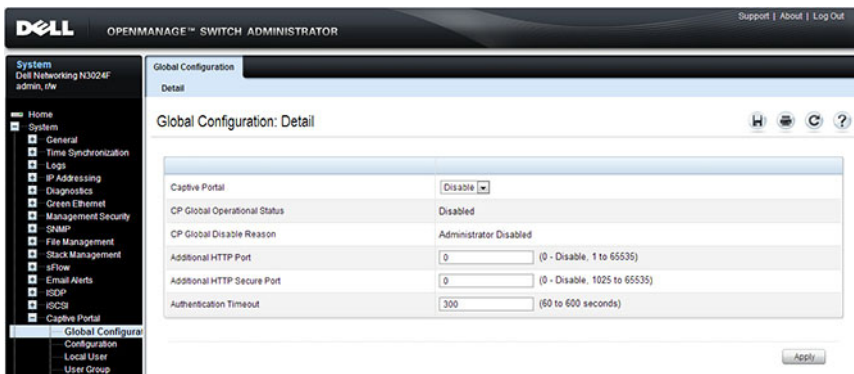 Support | About | Log Out
DELL OPENMANAGE™ SWITCH ADMINISTRATOR
System
Dell Networking N3024F
admin, r/w
Home
System
General
Time Synchronization
Logs
IP Addressing
Diagnostics
Green Ethernet
Management Security
SNMP
File Management
Stack Management
sFlow
Email Alerts
ISDP
iSCSI
Captive Portal
Global Configurat
Configuration
Local User
User Group
Global Configuration
Detail
Global Configuration: Detail
Captive Portal Disable
CP Global Operational Status Disabled
CP Global Disable Reason Administrator Disabled
Additional HTTP Port 0 (0 - Disable, 1 to 65535)
Additional HTTP Secure Port 0 (0 - Disable, 1025 to 65535)
Authentication Timeout 300 (60 to 600 seconds)
Apply